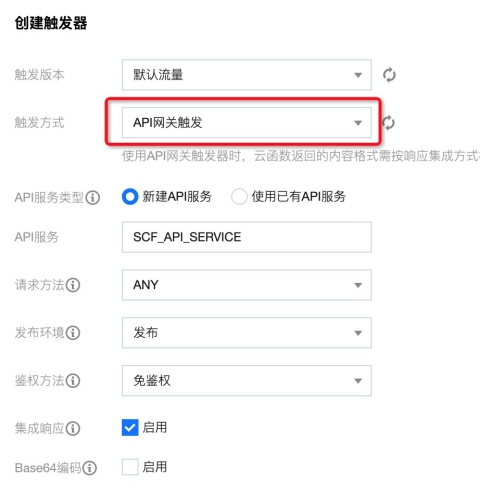 创建触发器
触发版本 默认流量
触发方式 API网关触发
使用API网关触发器时，云函数返回的内容格式需按响应集成方式
API服务类型 新建API服务 使用已有API服务
API服务 SCF_API_SERVICE
请求方法 ANY
发布环境 发布
鉴权方法 免鉴权
集成响应 启用
Base64编码 启用